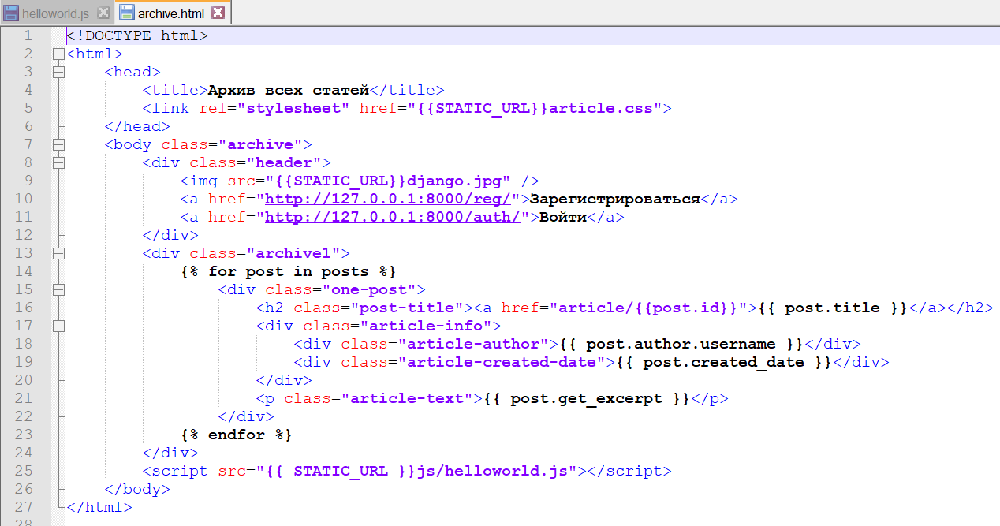 helloworld.js archive.html
1 <!DOCTYPE html>
2 <html>
3 <head>
4 <title>Архив всех статей</title>
5 <link rel="stylesheet" href="{{STATIC_URL}}article.css">
6 </head>
7 <body class="archive">
8 <div class="header">
9 <img src="{{STATIC_URL}}django.jpg" />
10 <a href="http://127.0.0.1:8000/reg/">Зарегистрироваться</a>
11 <a href="http://127.0.0.1:8000/auth/">Войти</a>
12 </div>
13 <div class="archive1">
14 {% for post in posts %}
15 <div class="one-post">
16 <h2 class="post-title"><a href="article/{{post.id}}">{{ post.title }}</a></h2>
17 <div class="article-info">
18 <div class="article-author">{{ post.author.username }}</div>
19 <div class="article-created-date">{{ post.created_date }}</div>
20 </div>
21 <p class="article-text">{{ post.get_excerpt }}</p>
22 </div>
23 {% endfor %}
24 </div>
25 <script src="{{ STATIC_URL }}js/helloworld.js"></script>
26 </body>
27 </html>
28